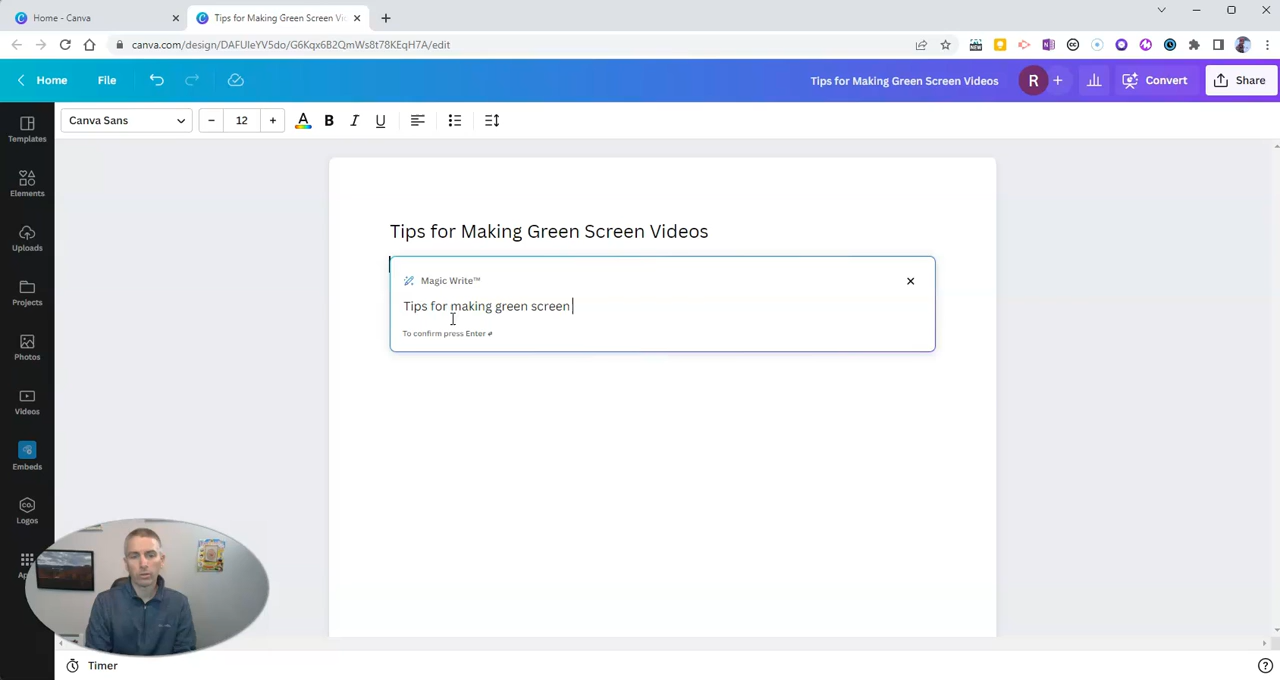 Home - Canva
Tips for Making Green Screen Vi
canva.com/design/DAFUIeYV5do/G6Kqx6B2QmWs8t78KEqH7A/edit
Home File Tips for Making Green Screen Videos R Convert Share
Canva Sans 12 A B I U
Templates
Elements
Uploads
Projects
Photos
Videos
Embeds
CO.
Logos
Tips for Making Green Screen Videos
Magic Write™
Tips for making green screen
To confirm press Enter
Timer